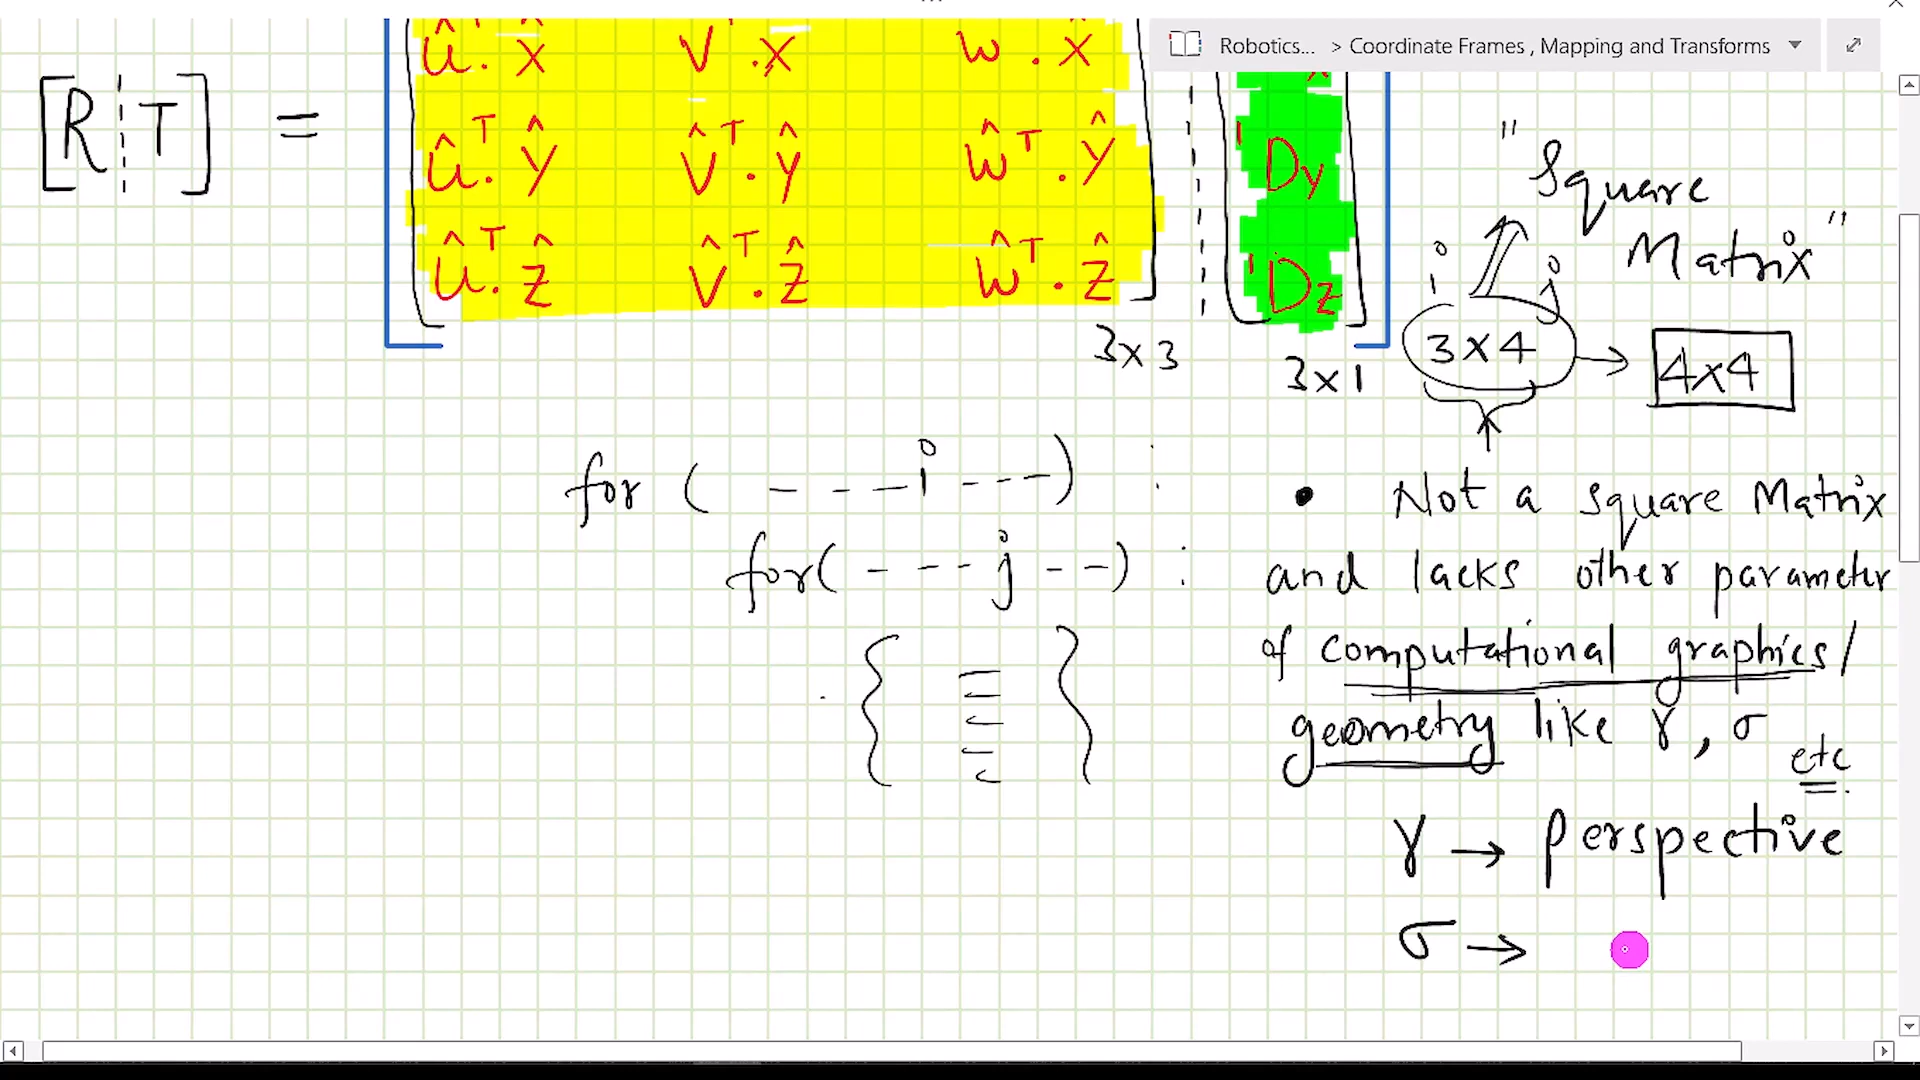 Robotics... > Coordinate Frames , Mapping and Transforms
û . x̂ V̂ᵀ . x̂ ŵ . x̂
[R ¦ T] = ûᵀ . ŷ V̂ᵀ . ŷ ŵᵀ . ŷ ' Dy
ûᵀ . ẑ V̂ᵀ . ẑ ŵᵀ . ẑ ' Dz
3x3
3x1
" Square
Matrix "
i j
3x4 → 4x4
for ( - - - i - - - ) :
for( - - - - j - - ) :
{ }
• Not a square Matrix
and lacks other parameter
of computational graphics/
geometry like γ , σ
etc
γ → perspective
σ →